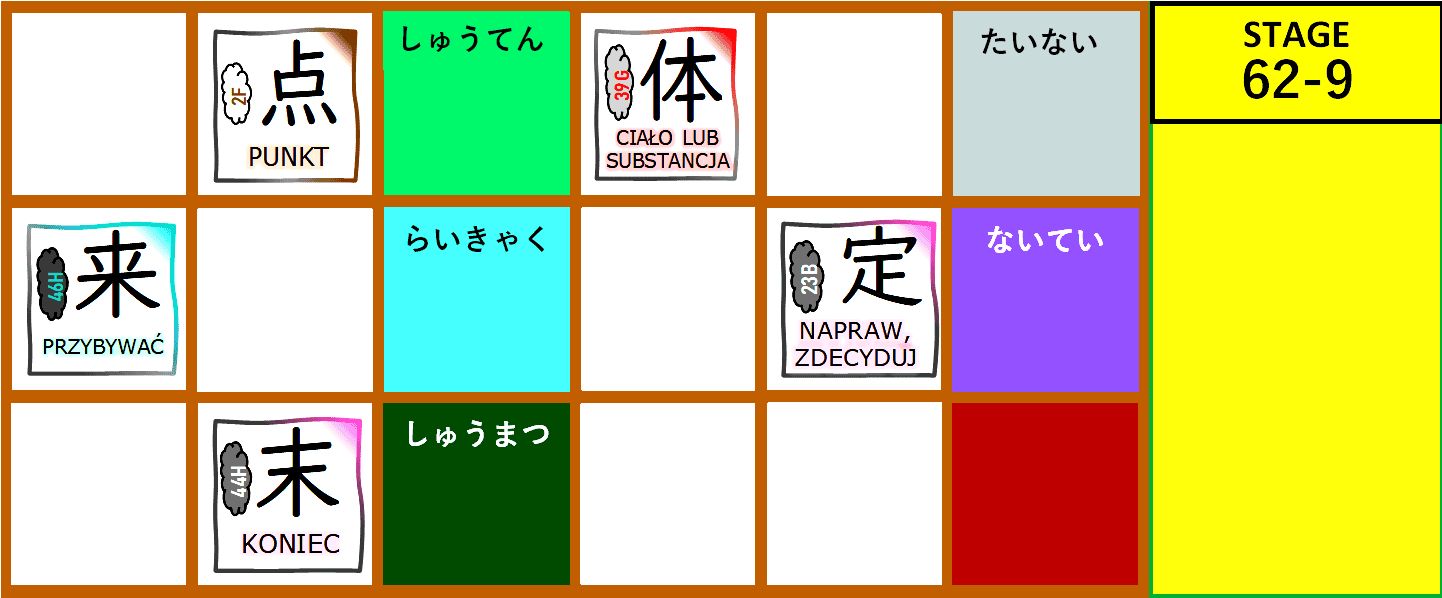 点
2F
PUNKT
しゅうてん
体
39G
CIAŁO LUB
SUBSTANCJA
たいない
STAGE
62-9
来
46H
PRZYBYWAĆ
らいきゃく
定
23B
NAPRAW,
ZDECYDUJ
ないてい
末
44H
KONIEC
しゅうまつ